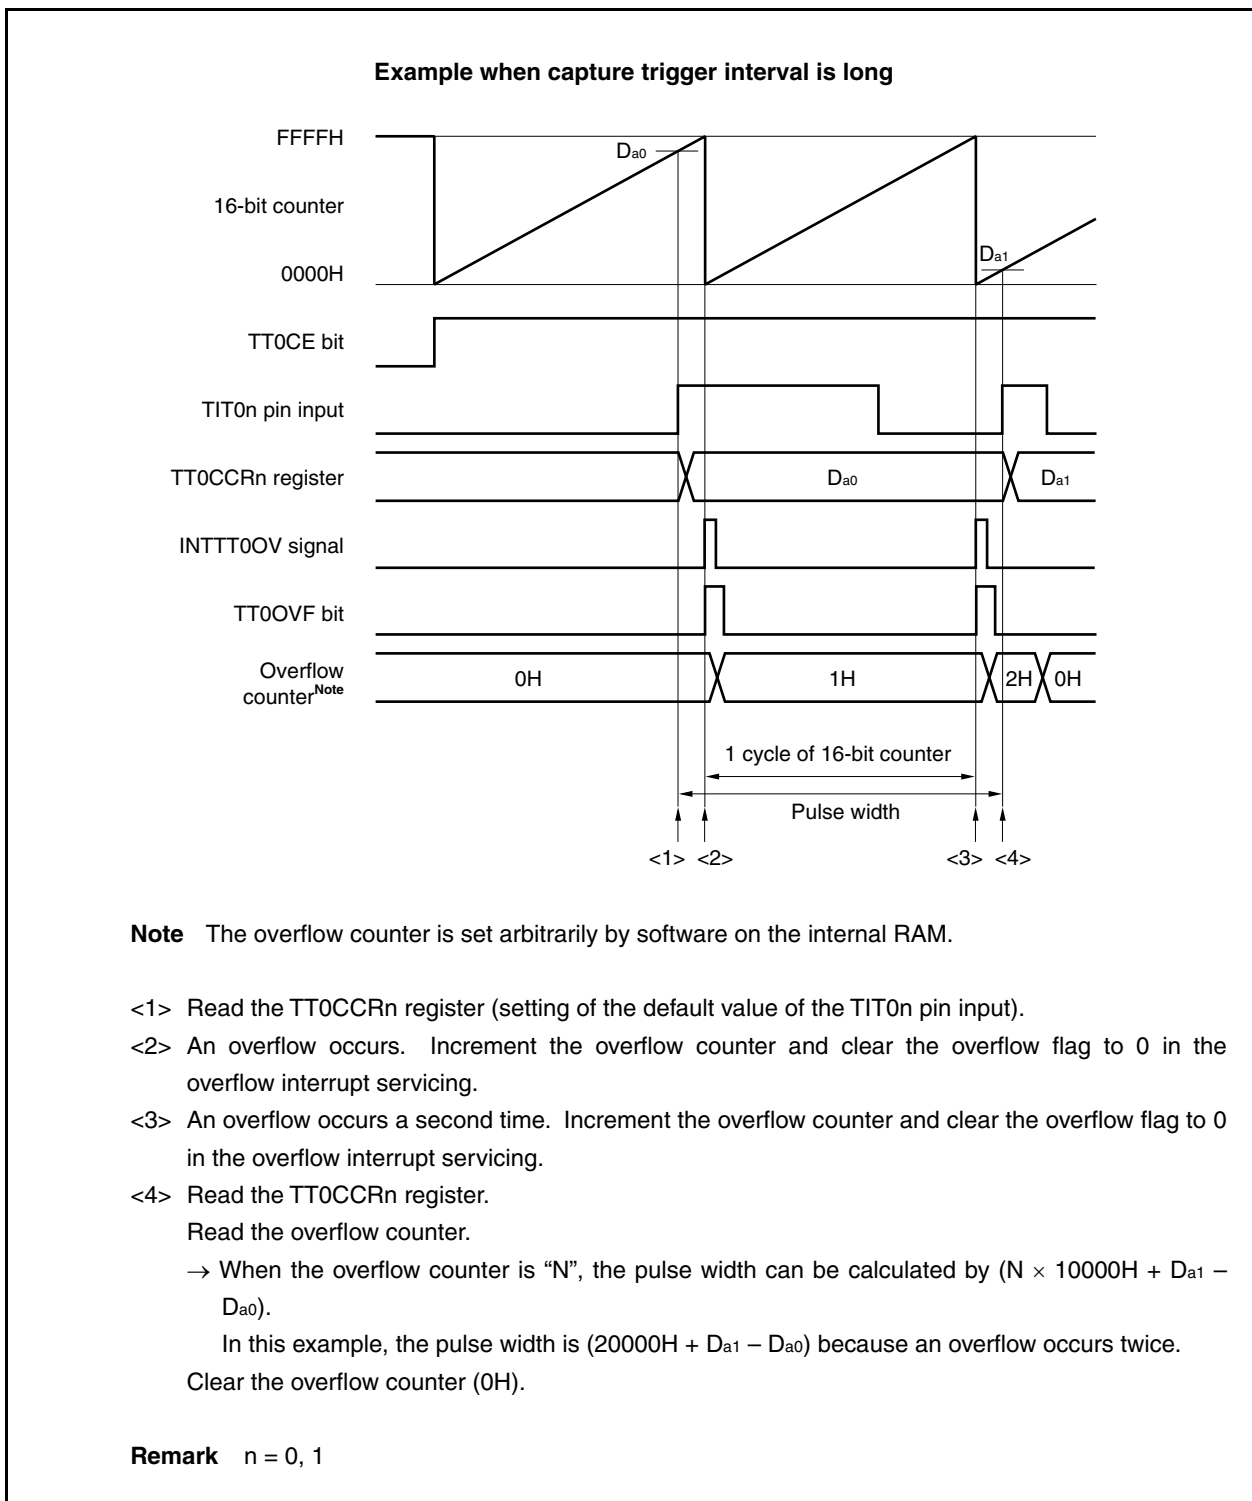 Example when capture trigger interval is long
FFFFH
Da0
16-bit counter
Da1
0000H
TT0CE bit
TIT0n pin input
TT0CCRn register
Da0
Da1
INTTT0OV signal
TT0OVF bit
Overflow
counterNote
0H
1H
2H
0H
1 cycle of 16-bit counter
Pulse width
<1> <2>
<3> <4>
Note The overflow counter is set arbitrarily by software on the internal RAM.
<1> Read the TT0CCRn register (setting of the default value of the TIT0n pin input).
<2> An overflow occurs. Increment the overflow counter and clear the overflow flag to 0 in the
overflow interrupt servicing.
<3> An overflow occurs a second time. Increment the overflow counter and clear the overflow flag to 0
in the overflow interrupt servicing.
<4> Read the TT0CCRn register.
Read the overflow counter.
→ When the overflow counter is “N”, the pulse width can be calculated by (N × 10000H + Da1 –
Da0).
In this example, the pulse width is (20000H + Da1 – Da0) because an overflow occurs twice.
Clear the overflow counter (0H).
Remark n = 0, 1